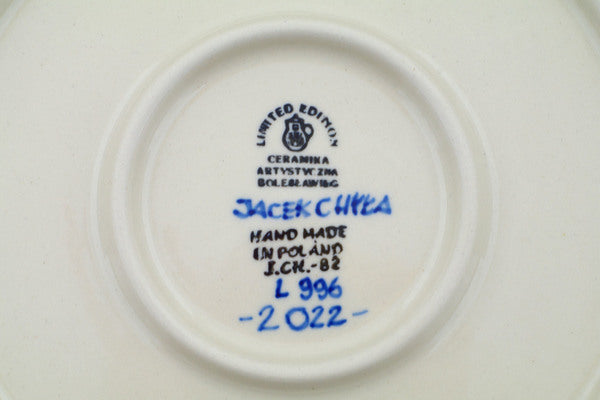 LIMITED EDITION
CERAMIKA
ARTYSTYCZNA
BOLESŁAWIEC
JACEK CHYŁA
HAND MADE
IN POLAND
J.CH.-82
L 996
-2022-